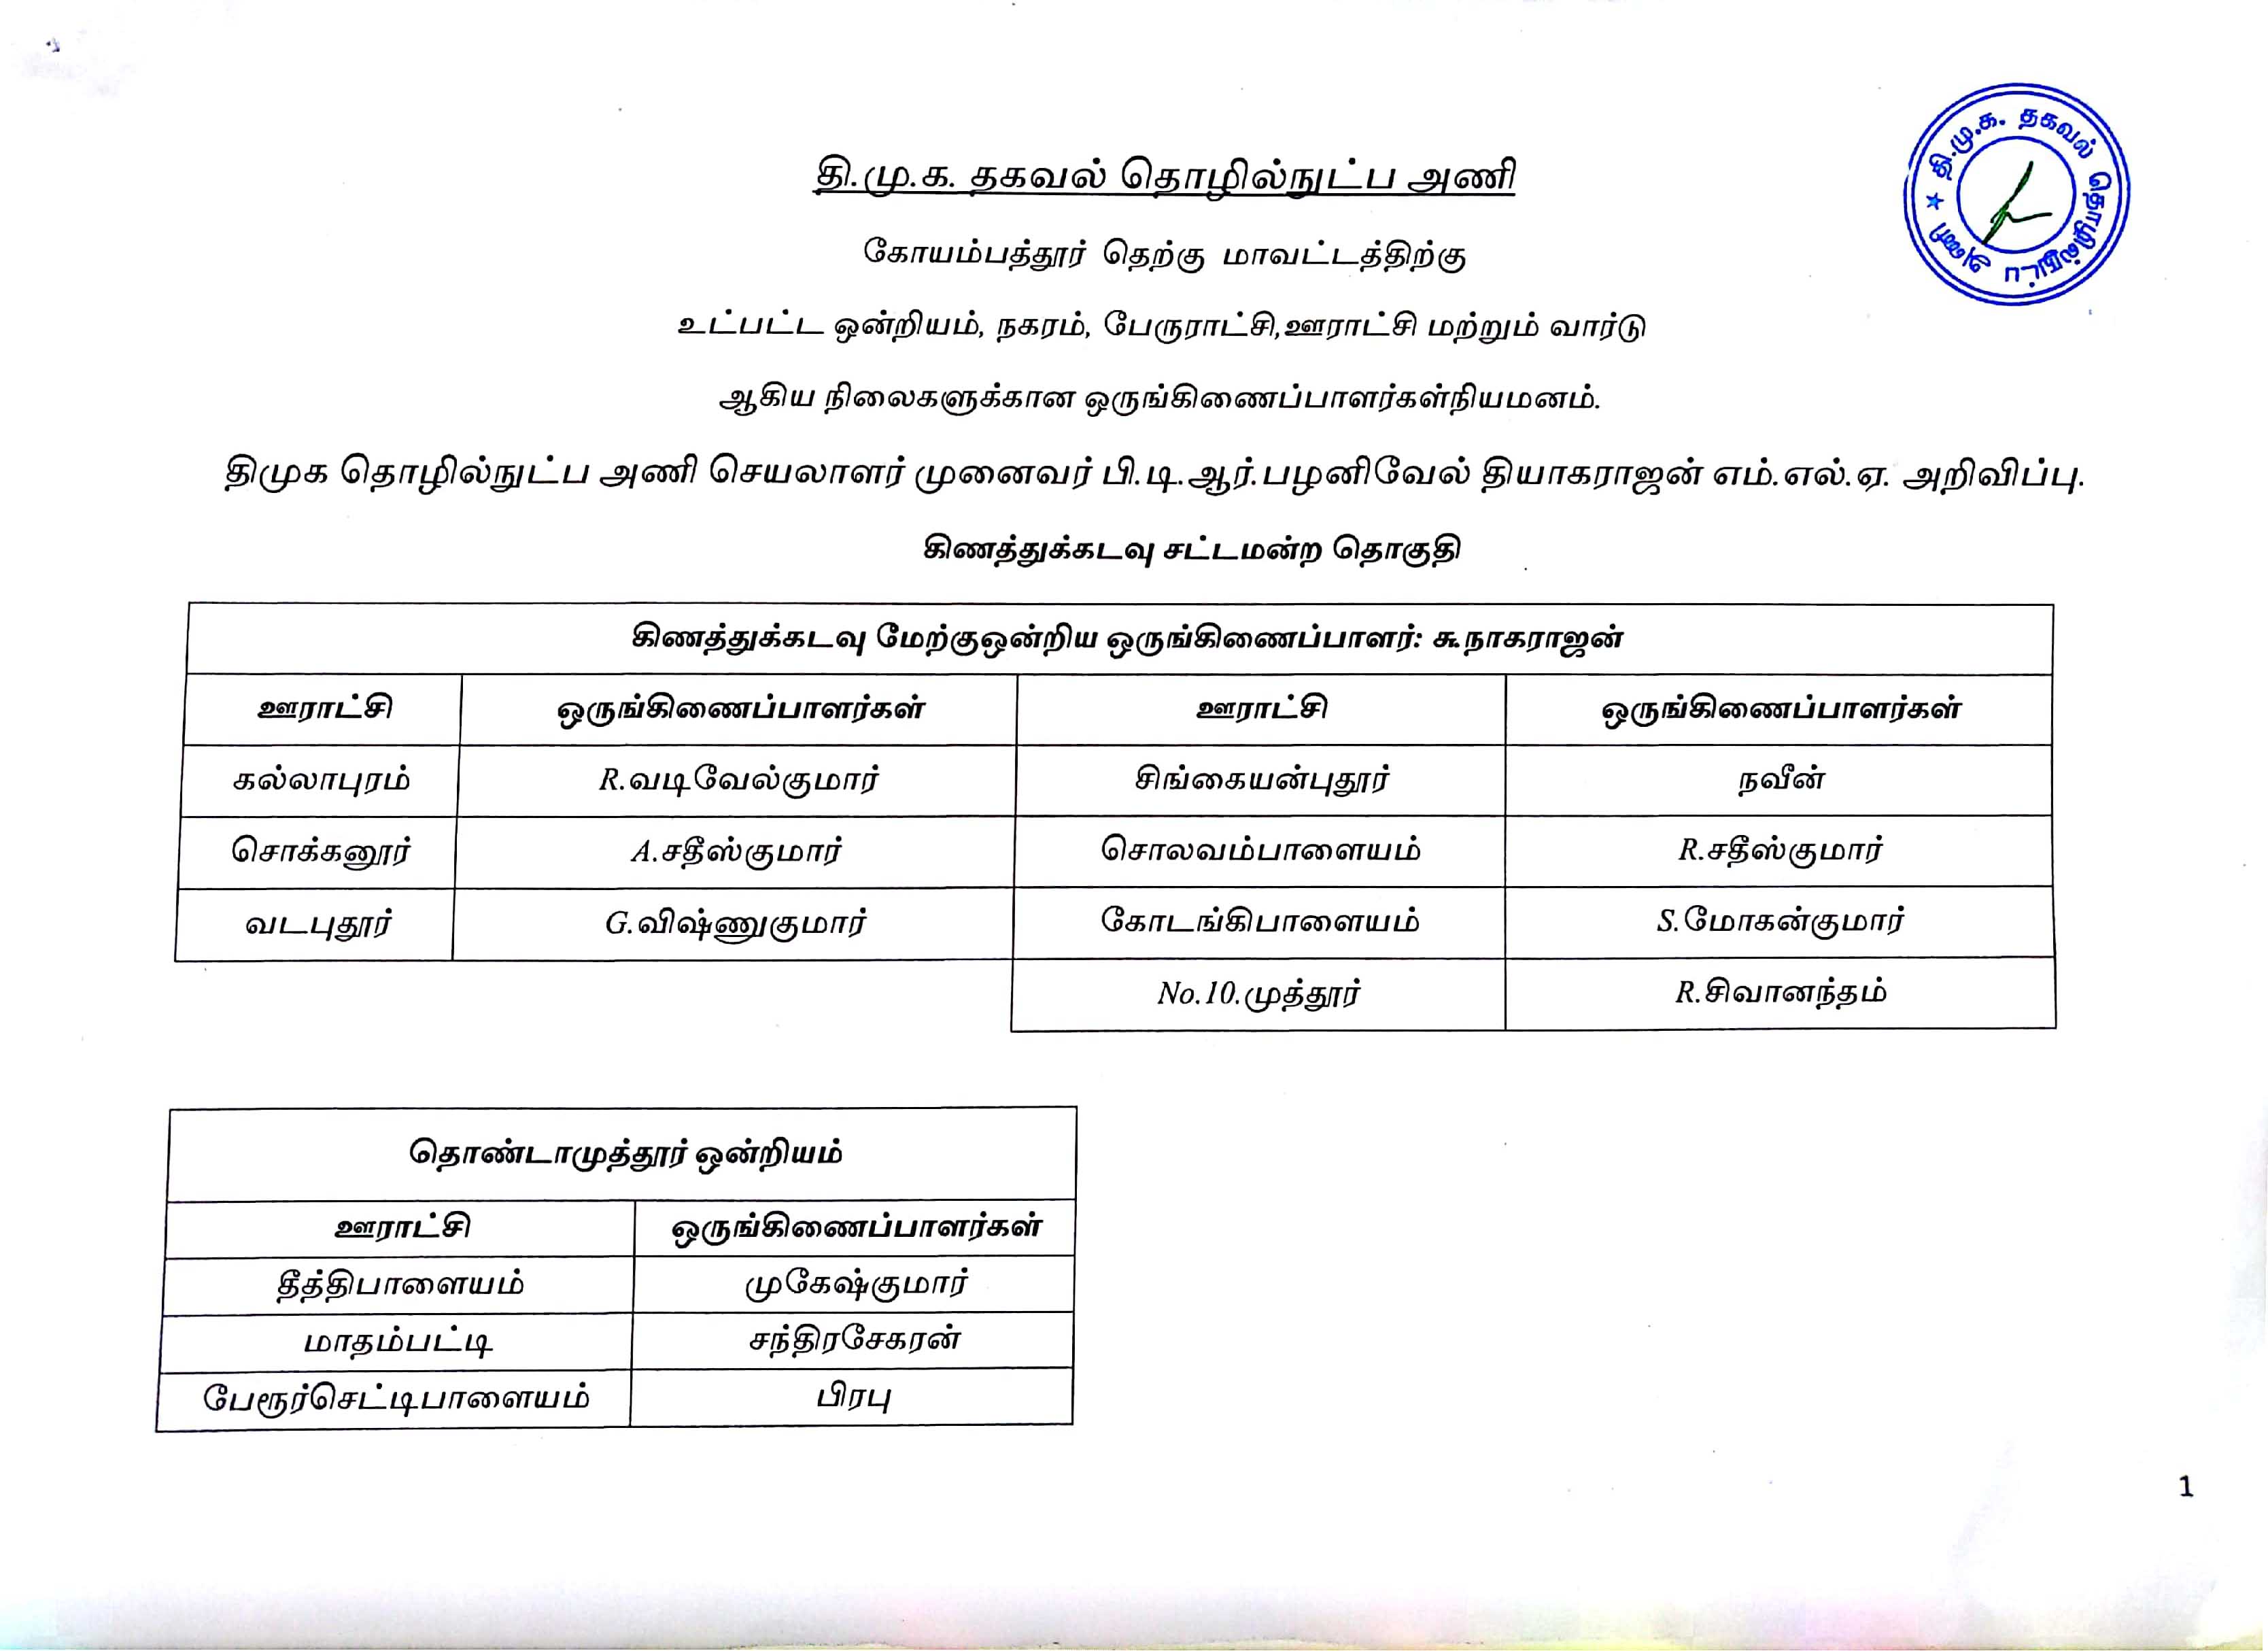 தி.மு.க. தகவல் தொழில்நுட்ப அணி
தி.மு.க. தகவல் தொழில்நுட்ப அணி
கோயம்பத்தூர் தெற்கு மாவட்டத்திற்கு
உட்பட்ட ஒன்றியம், நகரம், பேருராட்சி,ஊராட்சி மற்றும் வார்டு
ஆகிய நிலைகளுக்கான ஒருங்கிணைப்பாளர்கள்நியமனம்.
திமுக தொழில்நுட்ப அணி செயலாளர் முனைவர் பி.டி.ஆர்.பழனிவேல் தியாகராஜன் எம்.எல்.ஏ. அறிவிப்பு.
கிணத்துக்கடவு சட்டமன்ற தொகுதி
கிணத்துக்கடவு மேற்குஒன்றிய ஒருங்கிணைப்பாளர்: கூ.நாகராஜன்
ஊராட்சி ஒருங்கிணைப்பாளர்கள் ஊராட்சி ஒருங்கிணைப்பாளர்கள்
கல்லாபுரம் R.வடிவேல்குமார் சிங்கையன்புதூர் நவீன்
சொக்கனூர் A.சதீஸ்குமார் சொலவம்பாளையம் R.சதீஸ்குமார்
வடபுதூர் G.விஷ்ணுகுமார் கோடங்கிபாளையம் S.மோகன்குமார்
No.10.முத்தூர் R.சிவானந்தம்
தொண்டாமுத்தூர் ஒன்றியம்
ஊராட்சி ஒருங்கிணைப்பாளர்கள்
தீத்திபாளையம் முகேஷ்குமார்
மாதம்பட்டி சந்திரசேகரன்
பேரூர்செட்டிபாளையம் பிரபு
1